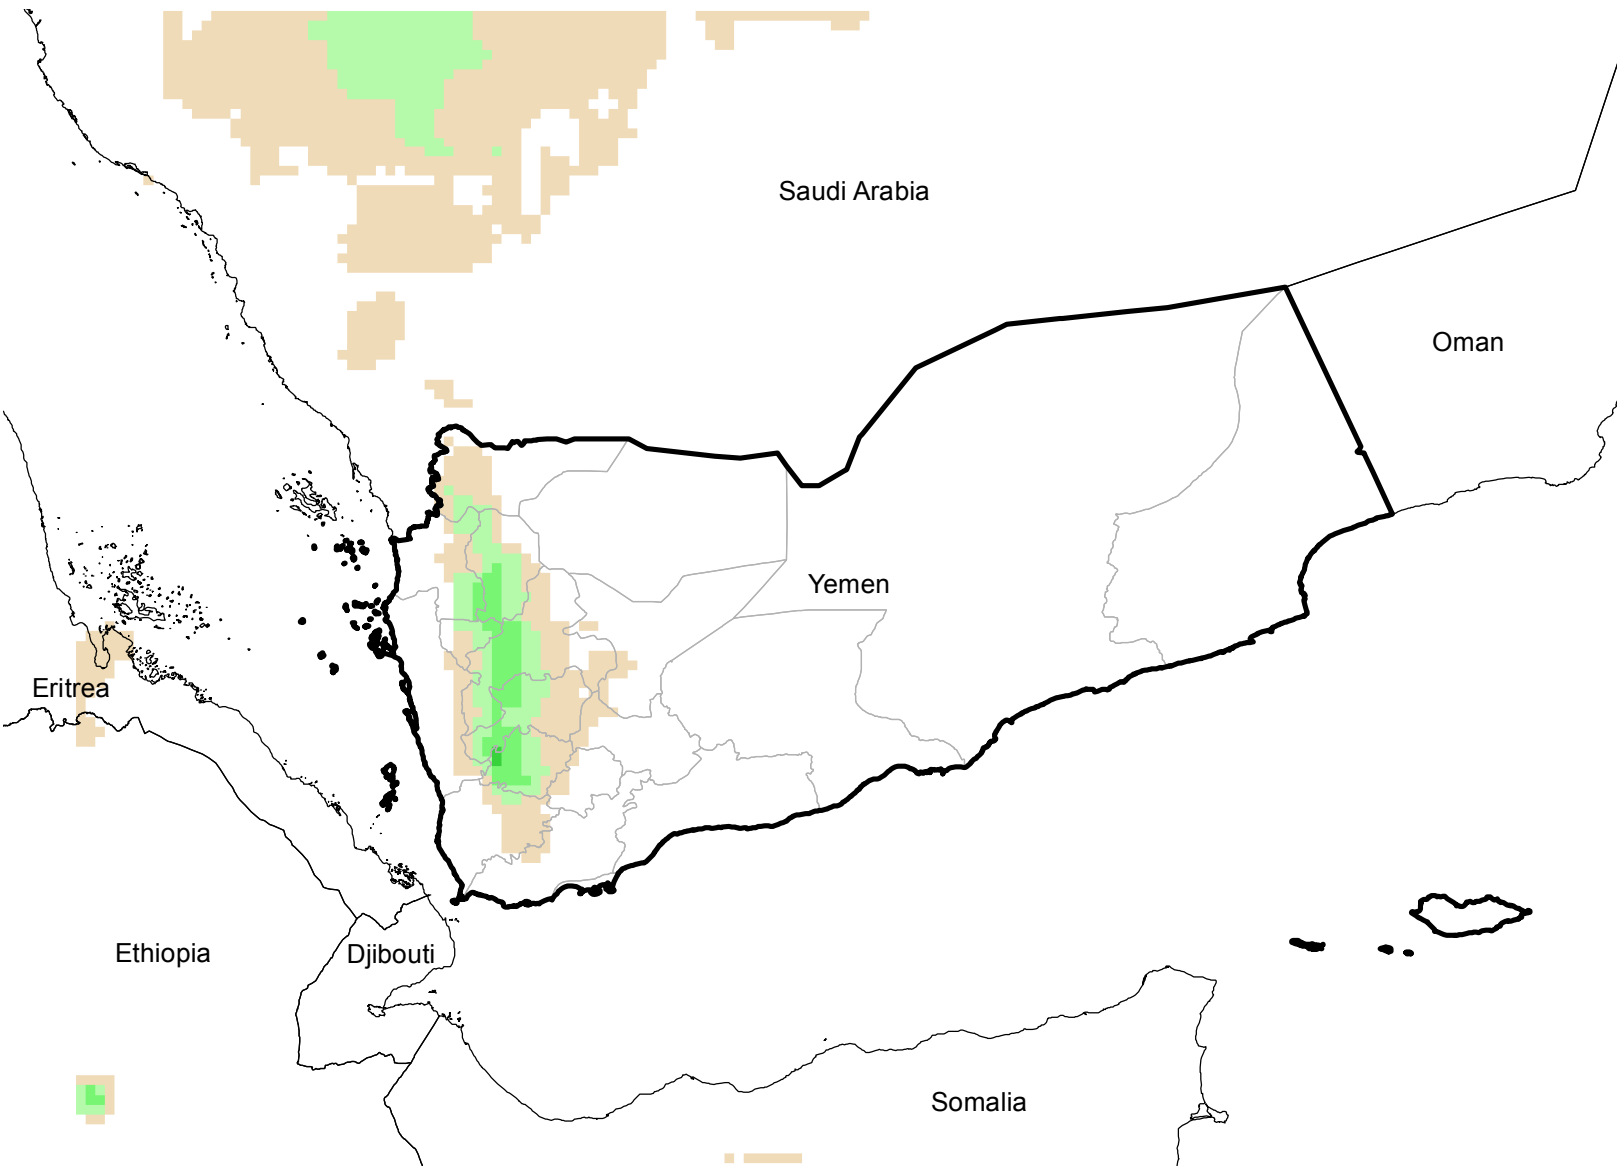 Saudi Arabia
Oman
Yemen
Eritrea
Ethiopia
Djibouti
Somalia